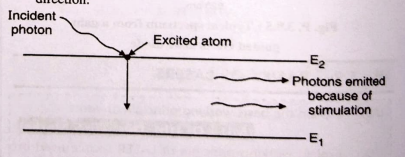 direction.
Incident
photon
Excited atom
E2
Photons emitted
because of
stimulation
E1